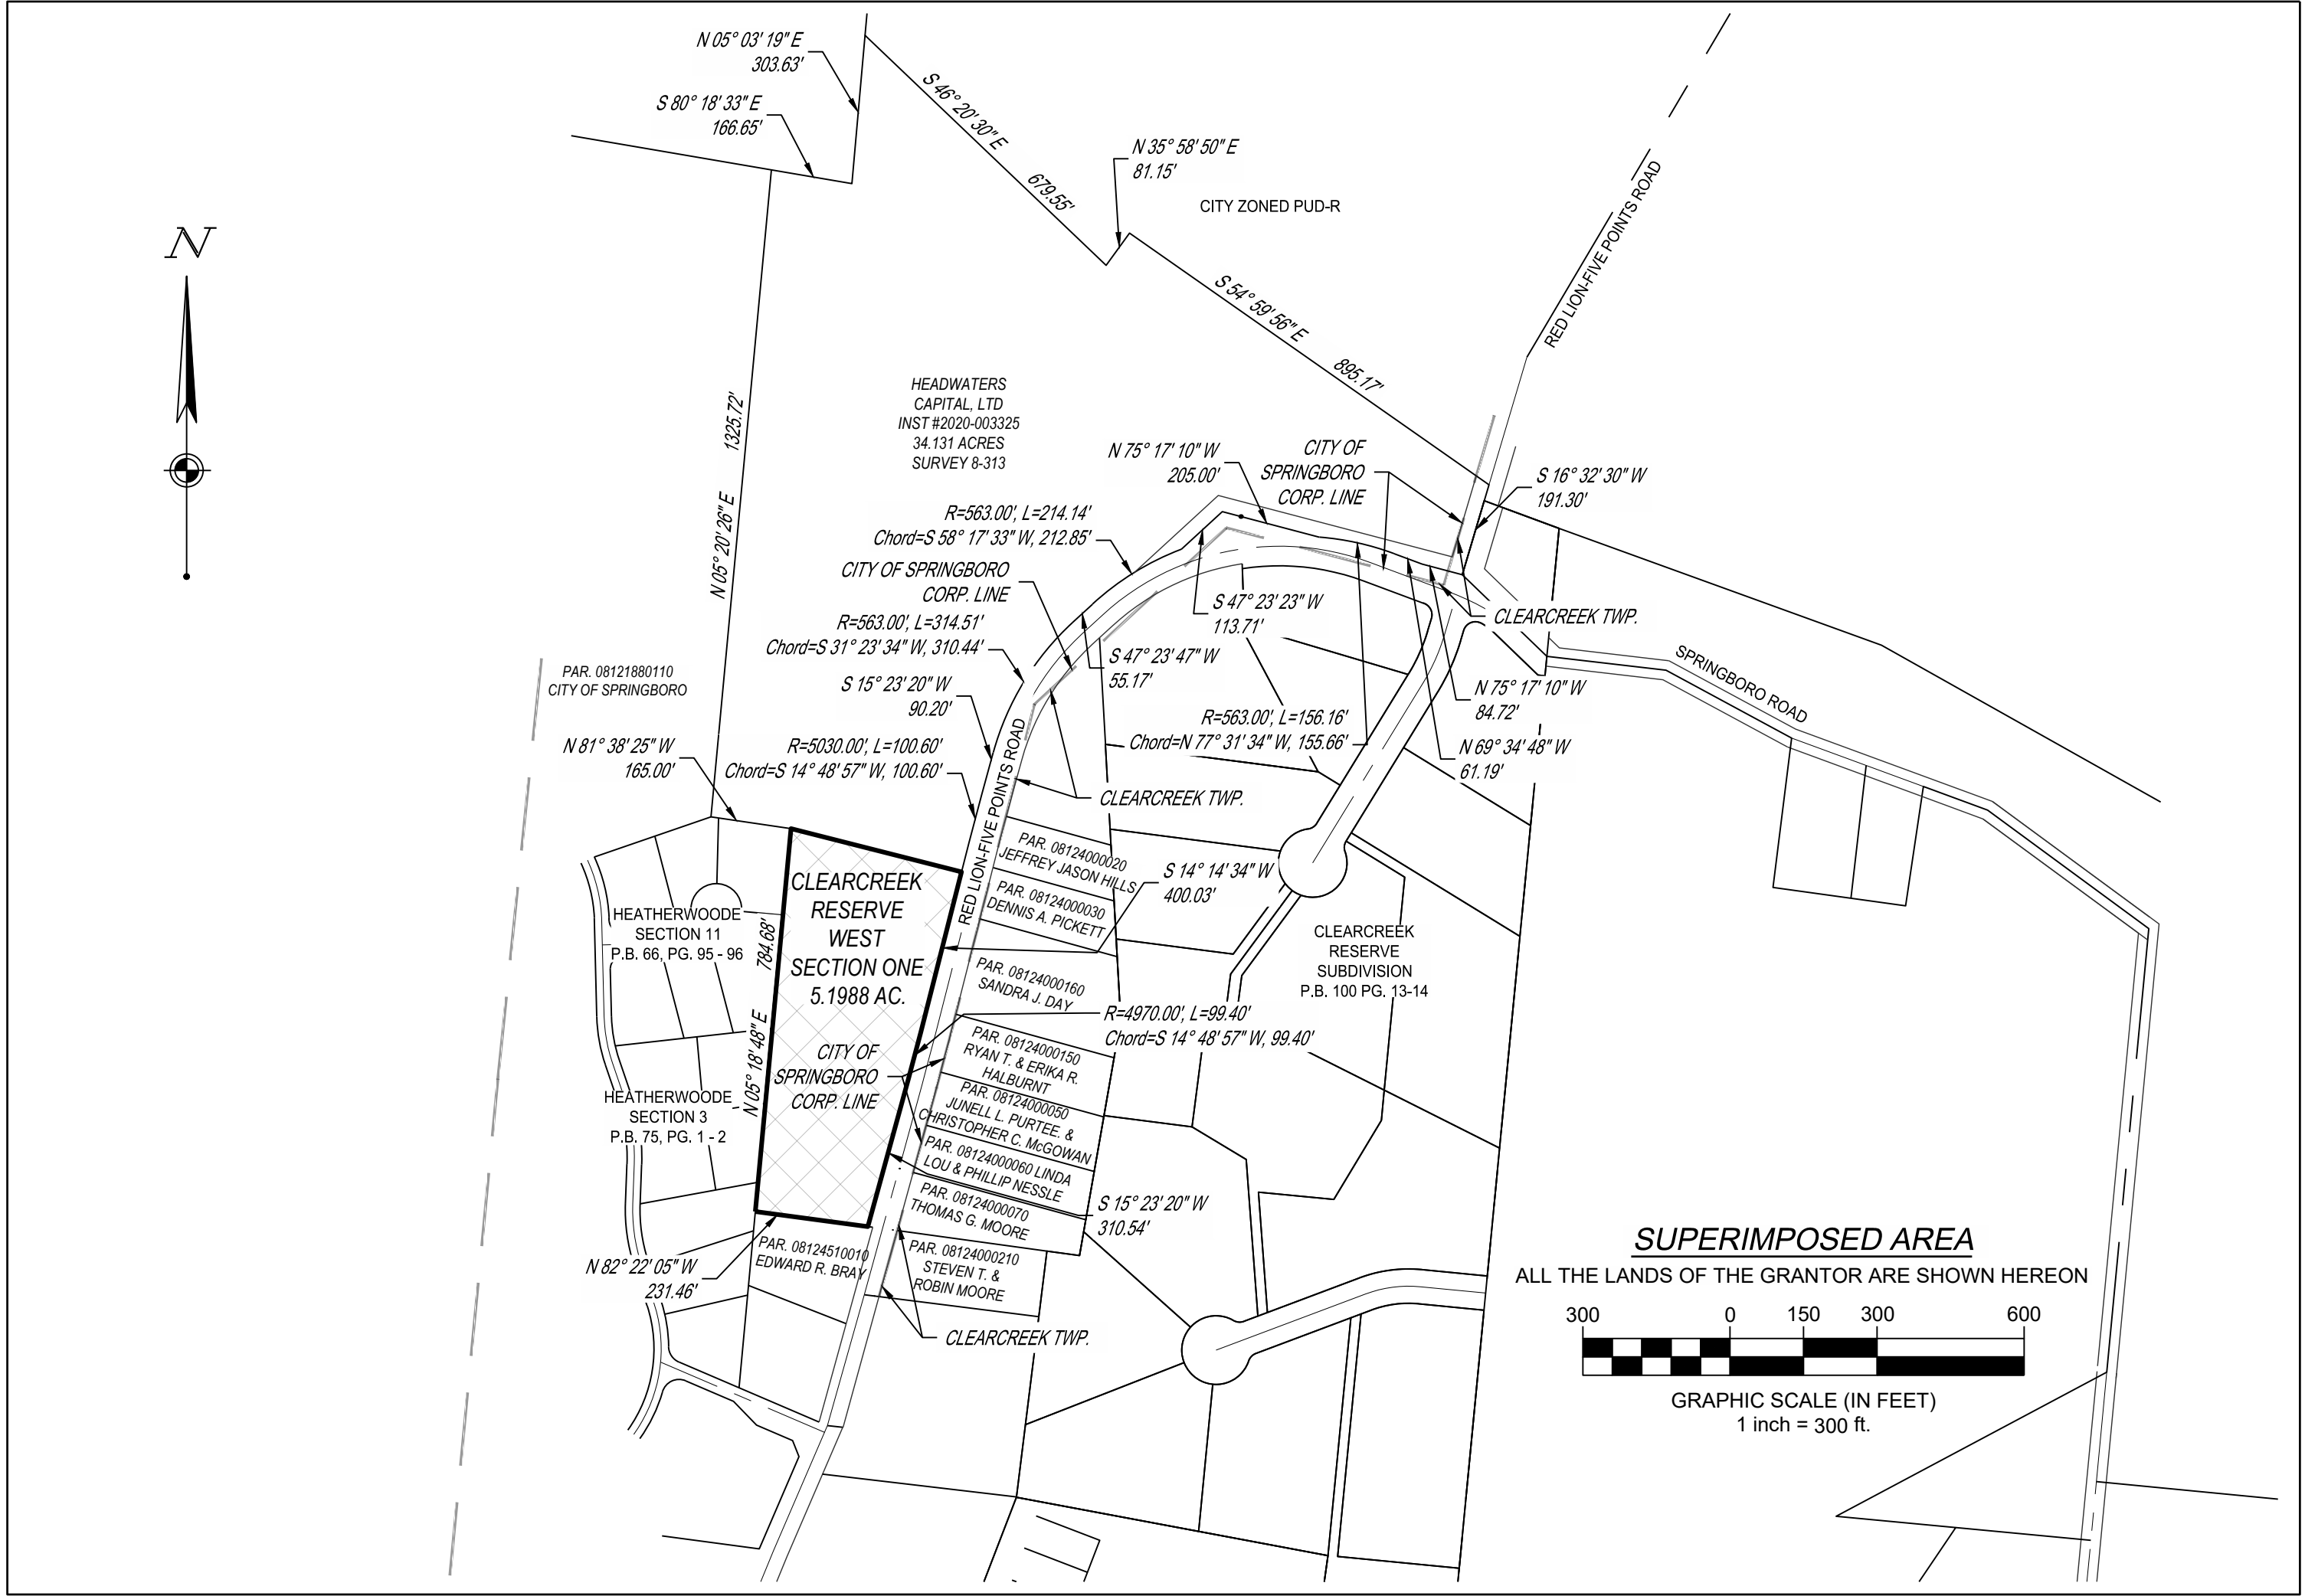 N 05° 03' 19" E
303.63'
S 80° 18' 33" E
166.65'
S 46° 20' 30" E
679.55'
N 35° 58' 50" E
81.15'
CITY ZONED PUD-R
RED LION-FIVE POINTS ROAD
N
S 54° 59' 56" E
895.17'
N 05° 20' 26" E
1325.72'
HEADWATERS
CAPITAL, LTD
INST #2020-003325
34.131 ACRES
SURVEY 8-313
N 75° 17' 10" W
205.00'
CITY OF
SPRINGBORO
CORP. LINE
S 16° 32' 30" W
191.30'
R=563.00', L=214.14'
Chord=S 58° 17' 33" W, 212.85'
CITY OF SPRINGBORO
CORP. LINE
R=563.00', L=314.51'
Chord=S 31° 23' 34" W, 310.44'
S 47° 23' 23" W
113.71'
CLEARCREEK TWP.
S 47° 23' 47" W
55.17'
SPRINGBORO ROAD
PAR. 08121880110
CITY OF SPRINGBORO
S 15° 23' 20" W
90.20'
N 75° 17' 10" W
84.72'
R=563.00', L=156.16'
Chord=N 77° 31' 34" W, 155.66'
N 69° 34' 48" W
61.19'
N 81° 38' 25" W
165.00'
R=5030.00', L=100.60'
Chord=S 14° 48' 57" W, 100.60'
CLEARCREEK TWP.
RED LION-FIVE POINTS ROAD
PAR. 08124000020
JEFFREY JASON HILLS
S 14° 14' 34" W
400.03'
PAR. 08124000030
DENNIS A. PICKETT
CLEARCREEK
RESERVE
WEST
SECTION ONE
5.1988 AC.
HEATHERWOODE
SECTION 11
P.B. 66, PG. 95 - 96
N 05° 18' 48" E
784.68'
CLEARCREEK
RESERVE
SUBDIVISION
P.B. 100 PG. 13-14
PAR. 08124000160
SANDRA J. DAY
R=4970.00', L=99.40'
Chord=S 14° 48' 57" W, 99.40'
PAR. 08124000150
RYAN T. & ERIKA R.
HALBURNT
CITY OF
SPRINGBORO
CORP. LINE
PAR. 08124000050
JUNELL L. PURTEE. &
CHRISTOPHER C. McGOWAN
HEATHERWOODE
SECTION 3
P.B. 75, PG. 1 - 2
PAR. 08124000060 LINDA
LOU & PHILLIP NESSLE
PAR. 08124000070
THOMAS G. MOORE
S 15° 23' 20" W
310.54'
PAR. 08124510010
EDWARD R. BRAY
PAR. 08124000210
STEVEN T. &
ROBIN MOORE
N 82° 22' 05" W
231.46'
CLEARCREEK TWP.
SUPERIMPOSED AREA
ALL THE LANDS OF THE GRANTOR ARE SHOWN HEREON
300 0 150 300 600
GRAPHIC SCALE (IN FEET)
1 inch = 300 ft.